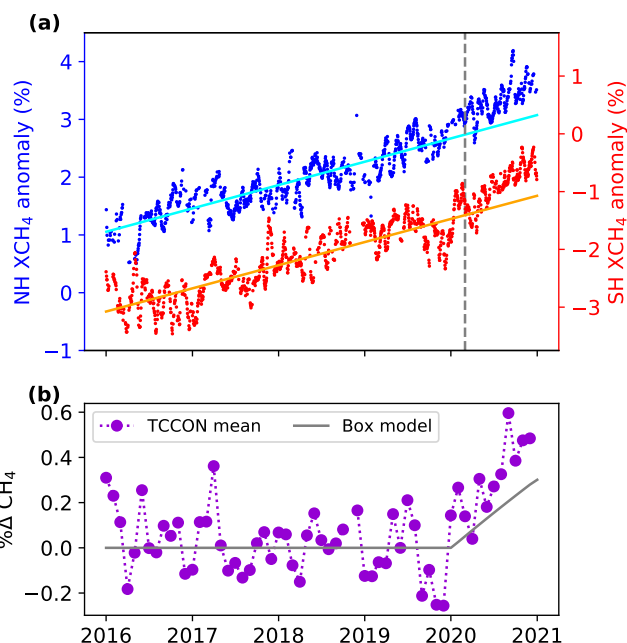 (a)
NH XCH₄ anomaly (%)
4
3
2
1
0
−1
SH XCH₄ anomaly (%)
1
0
−1
−2
−3
(b)
%Δ CH₄
0.6
0.4
0.2
0.0
−0.2
TCCON mean
Box model
2016 2017 2018 2019 2020 2021